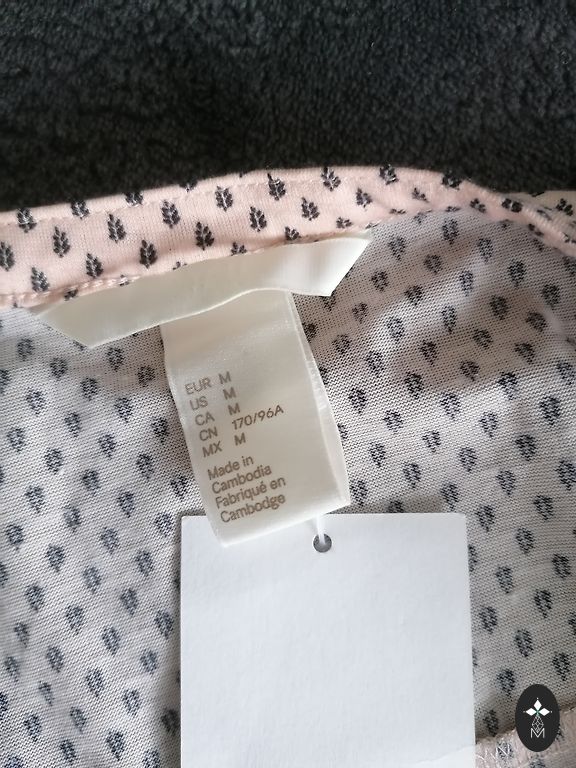 EUR M
US M
CA M
CN 170/96A
MX M
Made in
Cambodia
Fabriqué en
Cambodge
M